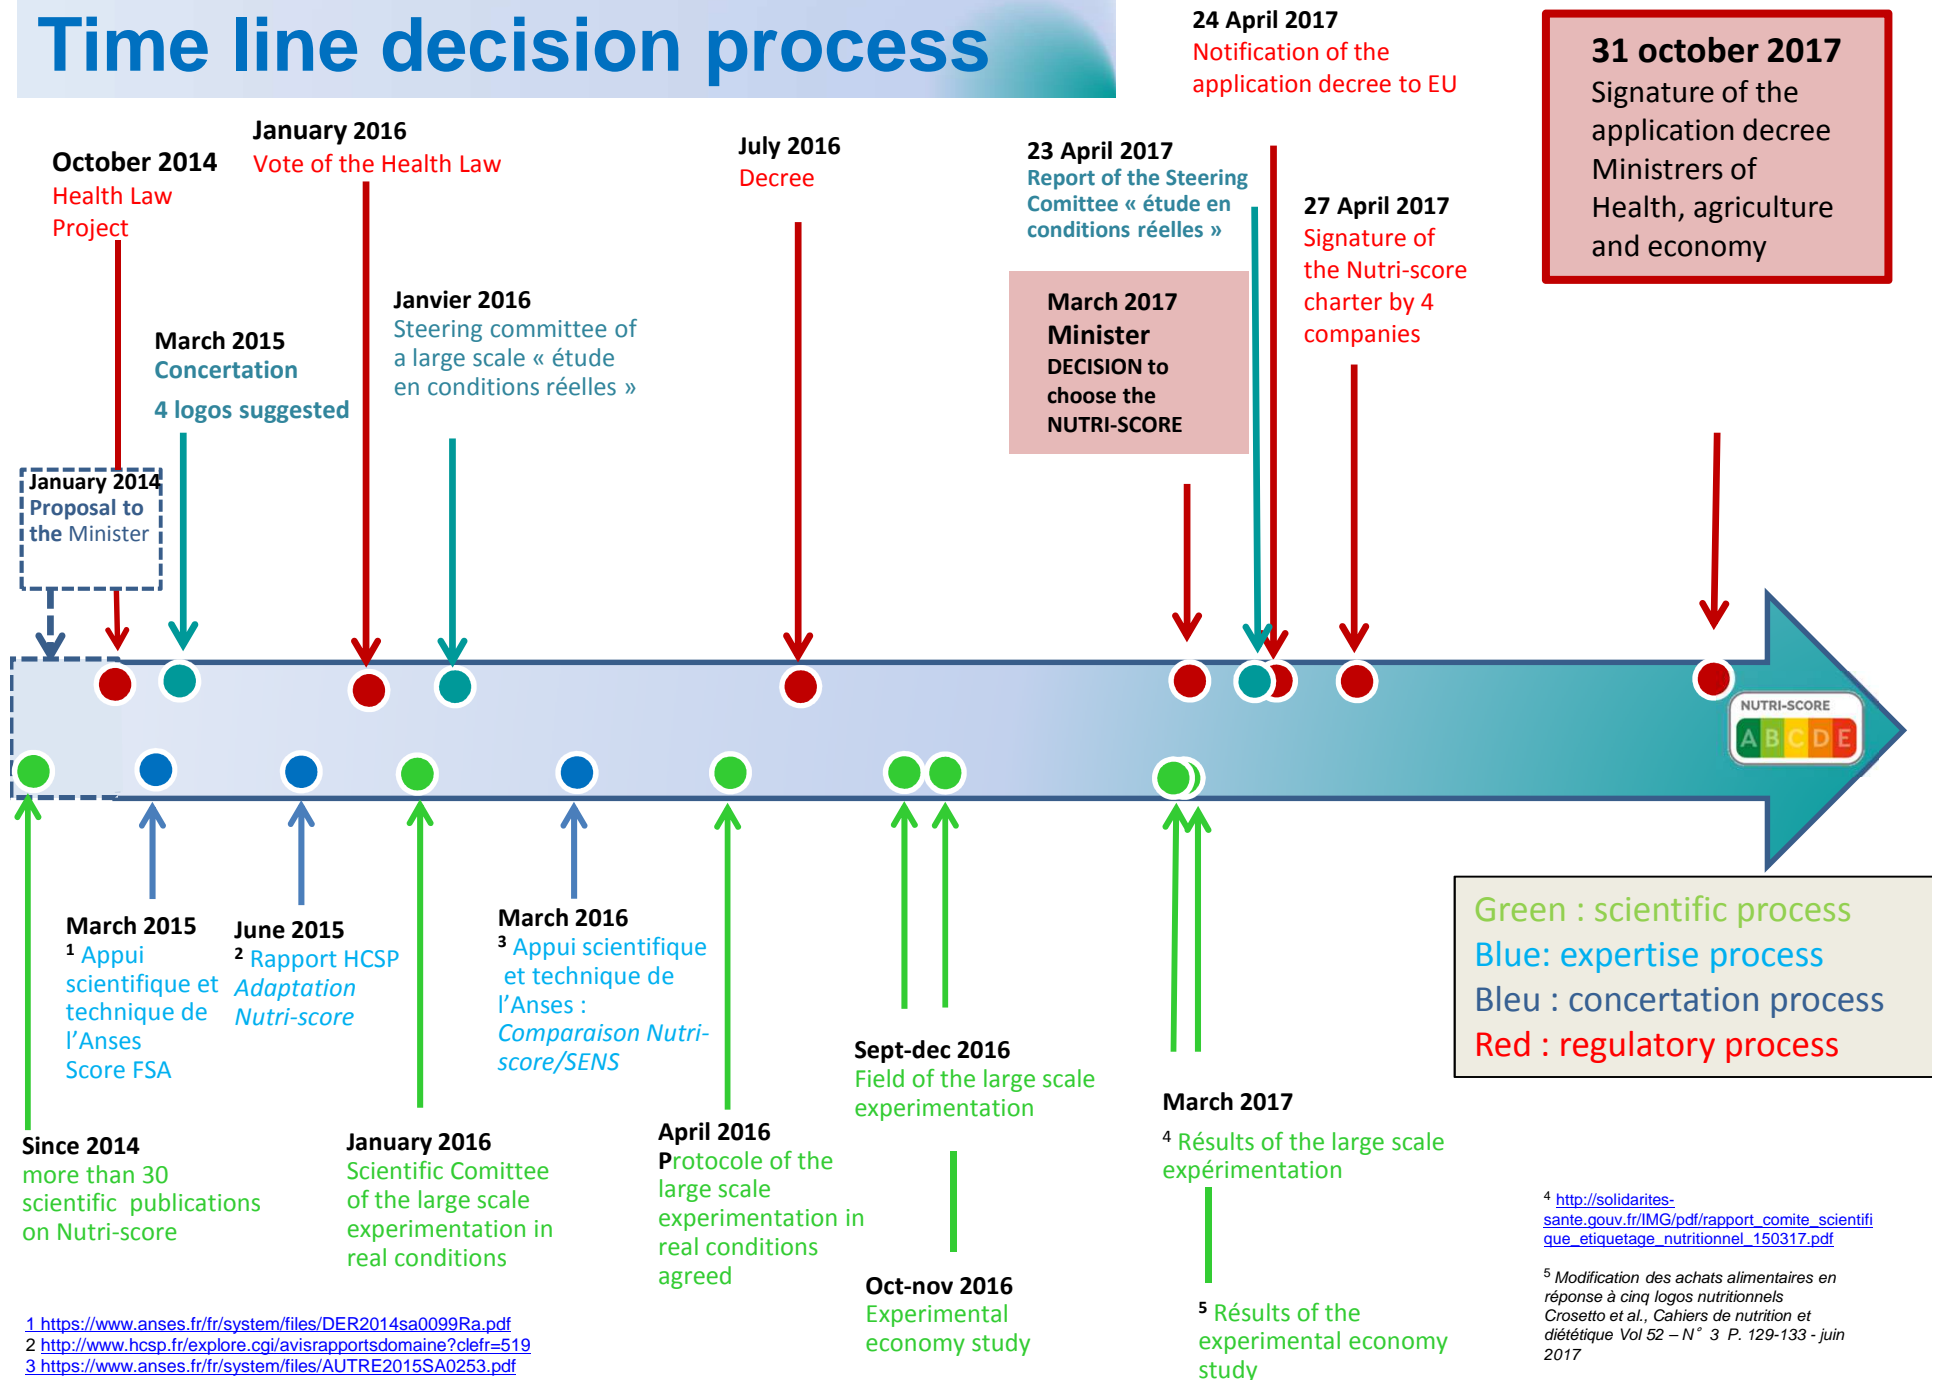 Time line decision process
24 April 2017
Notification of the
application decree to EU
31 october 2017
Signature of the
application decree
Ministrers of
Health, agriculture
and economy
October 2014
Health Law
Project
January 2016
Vote of the Health Law
July 2016
Decree
23 April 2017
Report of the Steering
Comittee « étude en
conditions réelles »
27 April 2017
Signature of
the Nutri-score
charter by 4
companies
March 2015
Concertation
4 logos suggested
Janvier 2016
Steering committee of
a large scale « étude
en conditions réelles »
March 2017
Minister
DECISION to
choose the
NUTRI-SCORE
January 2014
Proposal to
the Minister
NUTRI-SCORE
A B C D E
March 2015
1 Appui
scientifique et
technique de
l’Anses
Score FSA
June 2015
2 Rapport HCSP
Adaptation
Nutri-score
March 2016
3 Appui scientifique
et technique de
l’Anses :
Comparaison Nutri-
score/SENS
Green : scientific process
Blue: expertise process
Bleu : concertation process
Red : regulatory process
Since 2014
more than 30
scientific publications
on Nutri-score
January 2016
Scientific Comittee
of the large scale
experimentation in
real conditions
April 2016
Protocole of the
large scale
experimentation in
real conditions
agreed
Sept-dec 2016
Field of the large scale
experimentation
Oct-nov 2016
Experimental
economy study
March 2017
4 Résults of the large scale
expérimentation
5 Résults of the
experimental economy
study
1 https://www.anses.fr/fr/system/files/DER2014sa0099Ra.pdf
2 http://www.hcsp.fr/explore.cgi/avisrapportsdomaine?clefr=519
3 https://www.anses.fr/fr/system/files/AUTRE2015SA0253.pdf
4 http://solidarites-
sante.gouv.fr/IMG/pdf/rapport_comite_scientifi
que_etiquetage_nutritionnel_150317.pdf
5 Modification des achats alimentaires en
réponse à cinq logos nutritionnels
Crosetto et al., Cahiers de nutrition et
diététique Vol 52 – N° 3 P. 129-133 - juin
2017